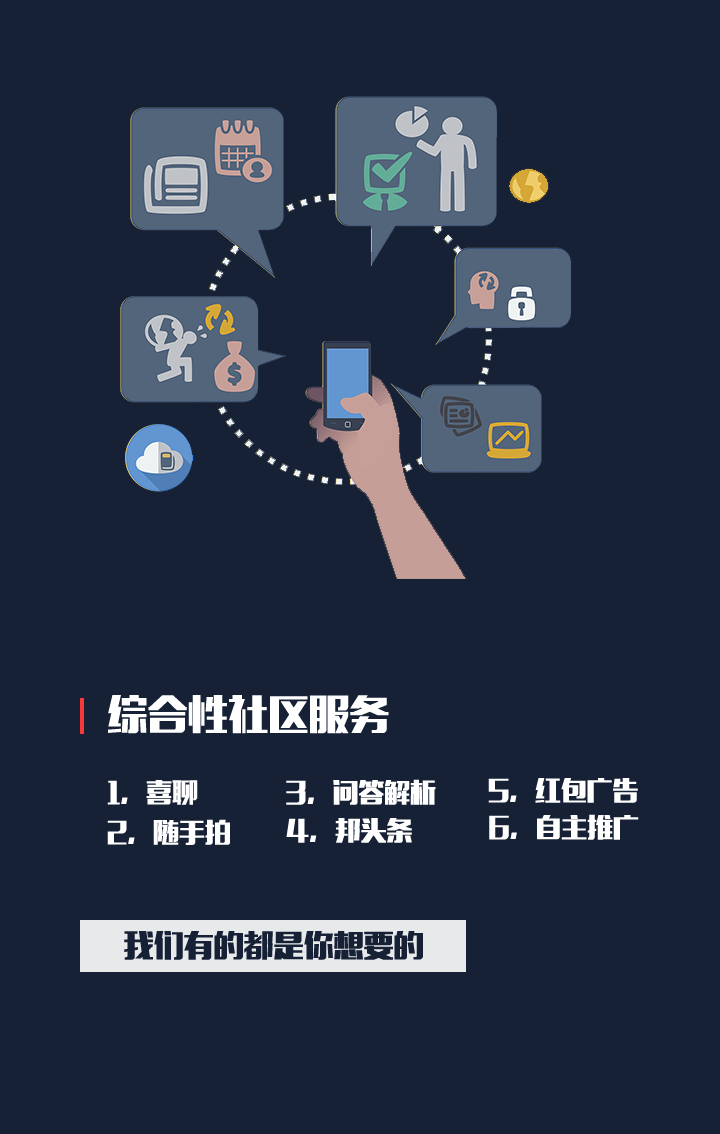 综合性社区服务
1，喜聊
2，随手拍
3，问答解析
4，邦头条
5，红包广告
6，自主推广
我们有的都是你想要的